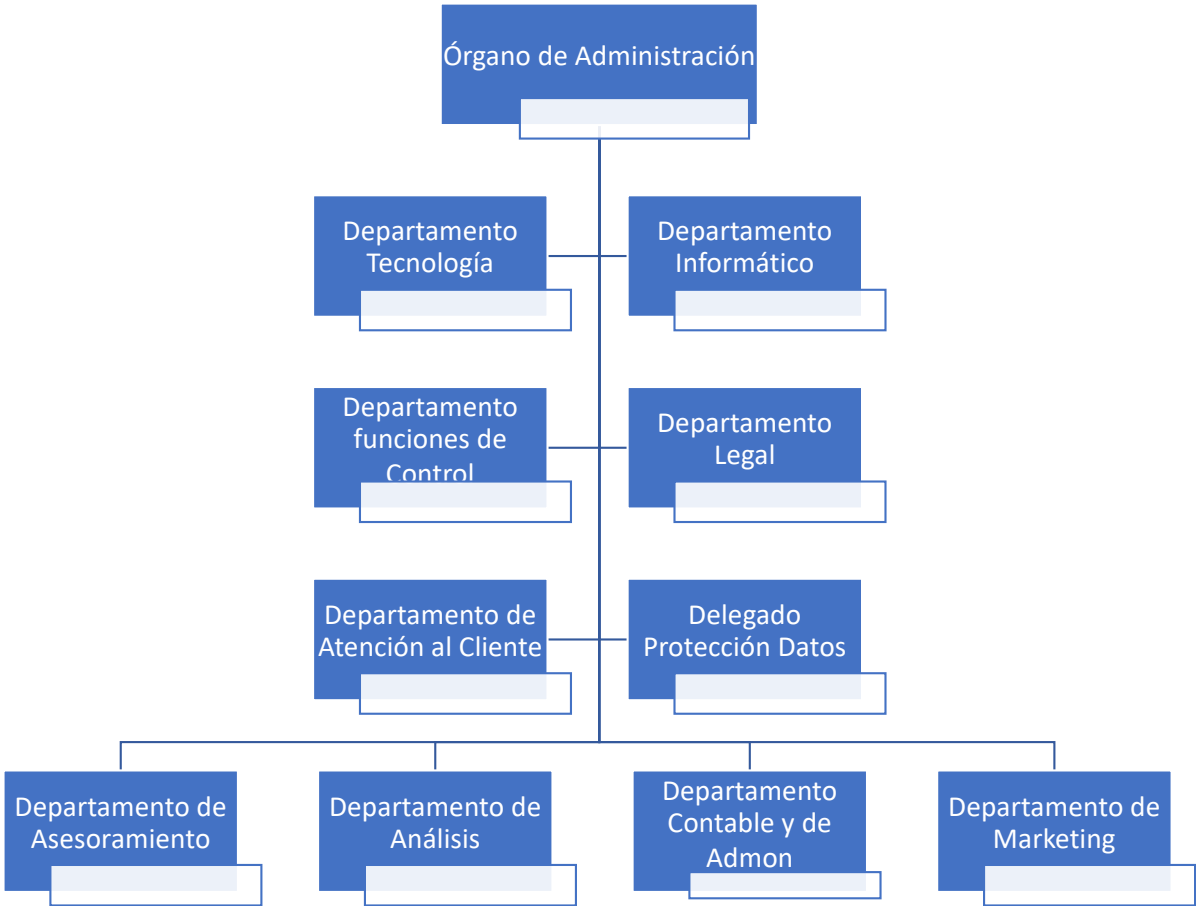 Órgano de Administración
Departamento
Tecnología
Departamento
Informático
Departamento
funciones de
Control
Departamento
Legal
Departamento de
Atención al Cliente
Delegado
Protección Datos
Departamento de
Asesoramiento
Departamento de
Análisis
Departamento
Contable y de
Admon
Departamento de
Marketing